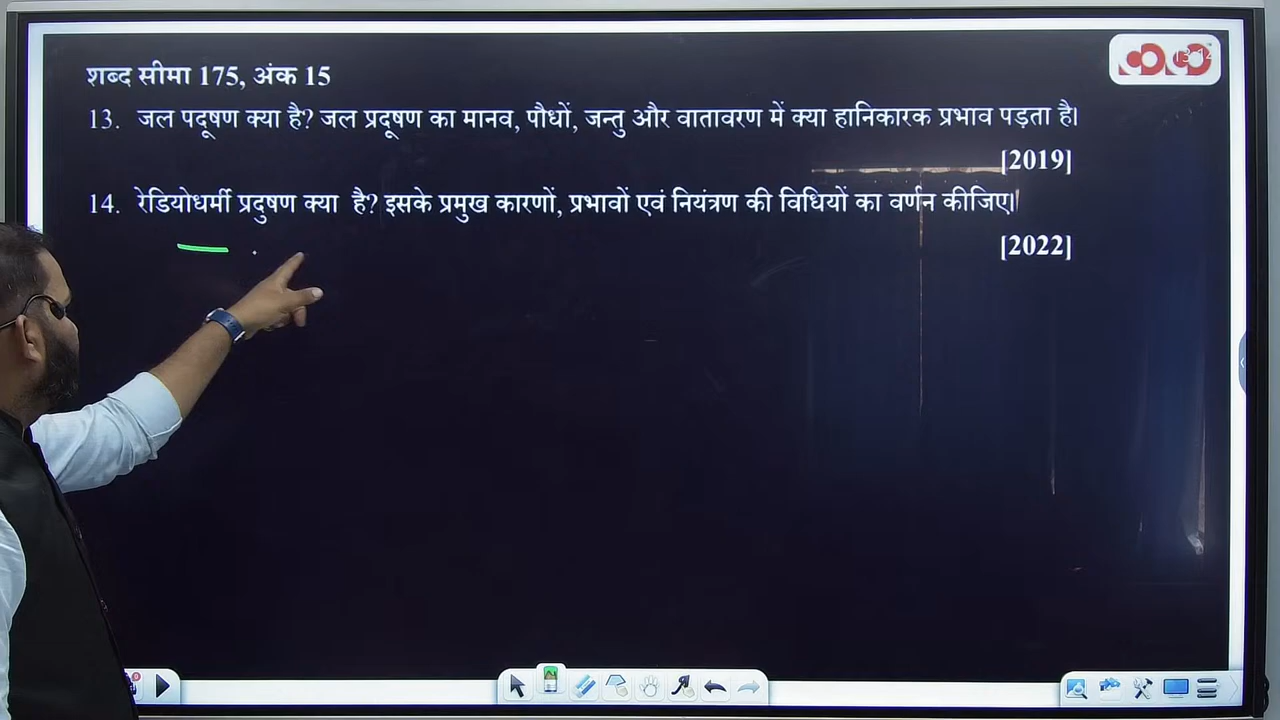 शब्द सीमा 175, अंक 15
13. जल पदूषण क्या है? जल प्रदूषण का मानव, पौधों, जन्तु और वातावरण में क्या हानिकारक प्रभाव पड़ता है।
[2019]
14. रेडियोधर्मी प्रदुषण क्या है? इसके प्रमुख कारणों, प्रभावों एवं नियंत्रण की विधियों का वर्णन कीजिए।
[2022]